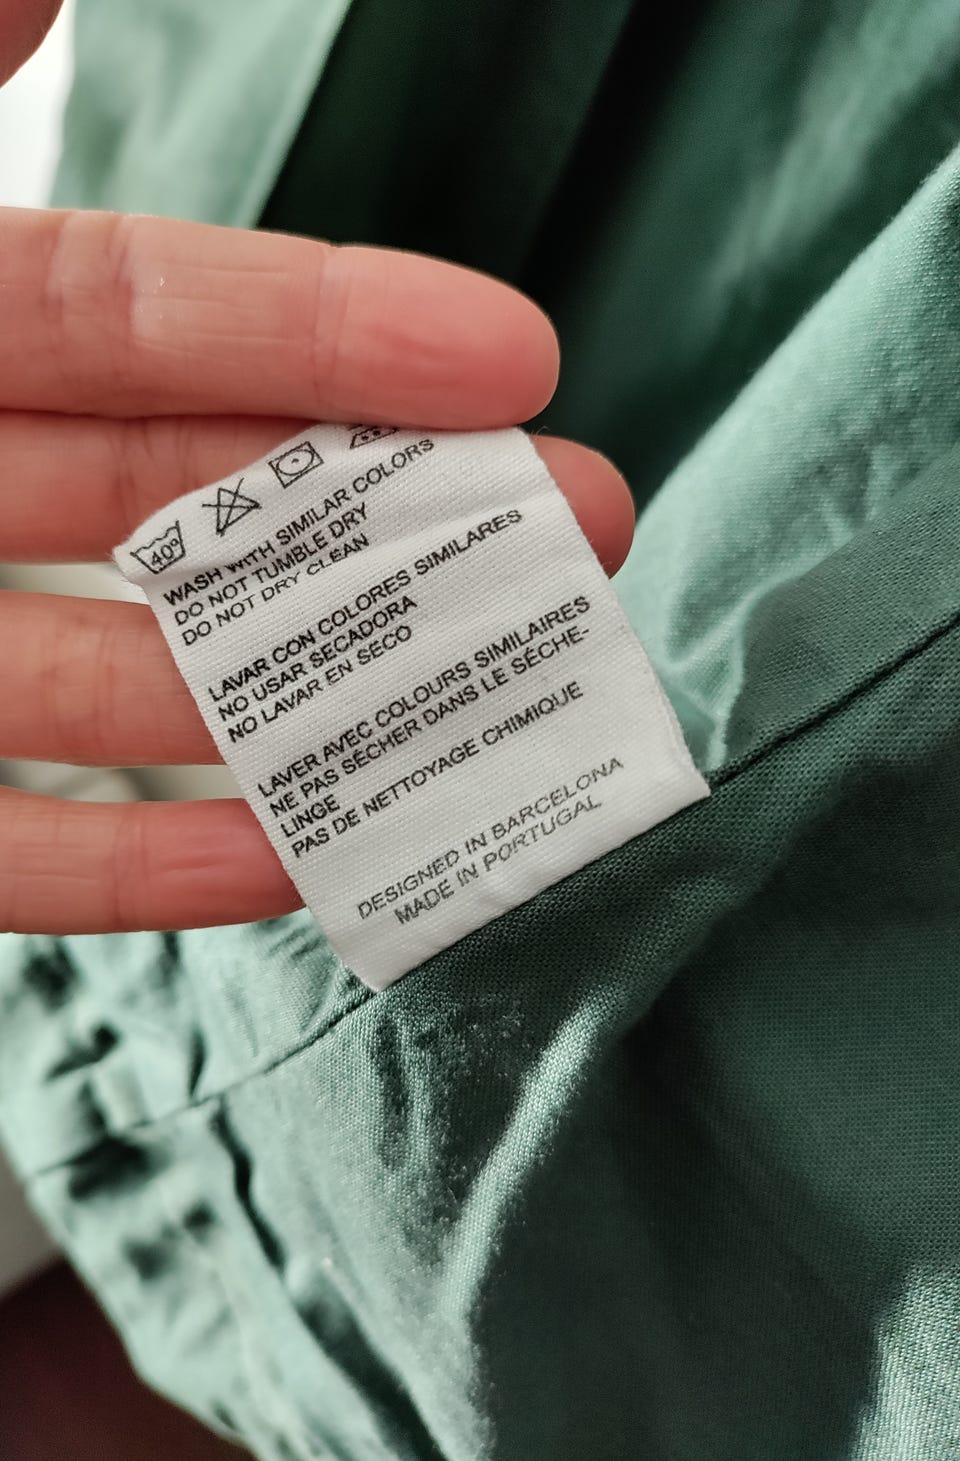 40º
WASH WITH SIMILAR COLORS
DO NOT TUMBLE DRY
DO NOT DRY CLEAN
LAVAR CON COLORES SIMILARES
NO USAR SECADORA
NO LAVAR EN SECO
LAVER AVEC COLOURS SIMILAIRES
NE PAS SÉCHER DANS LE SÉCHE-
LINGE
PAS DE NETTOYAGE CHIMIQUE
DESIGNED IN BARCELONA
MADE IN PORTUGAL